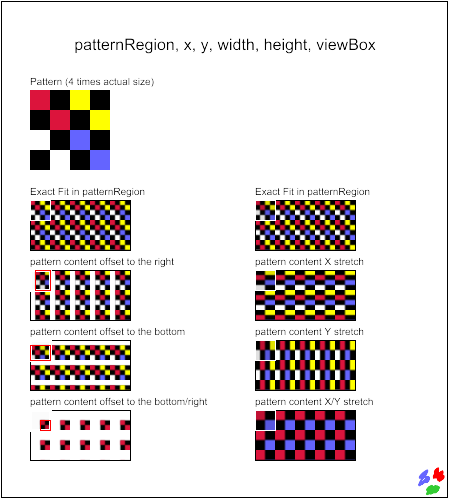 patternRegion, x, y, width, height, viewBox
Pattern (4 times actual size)
Exact Fit in patternRegion
pattern content offset to the right
pattern content offset to the bottom
pattern content offset to the bottom/right
Exact Fit in patternRegion
pattern content X stretch
pattern content Y stretch
pattern content X/Y stretch